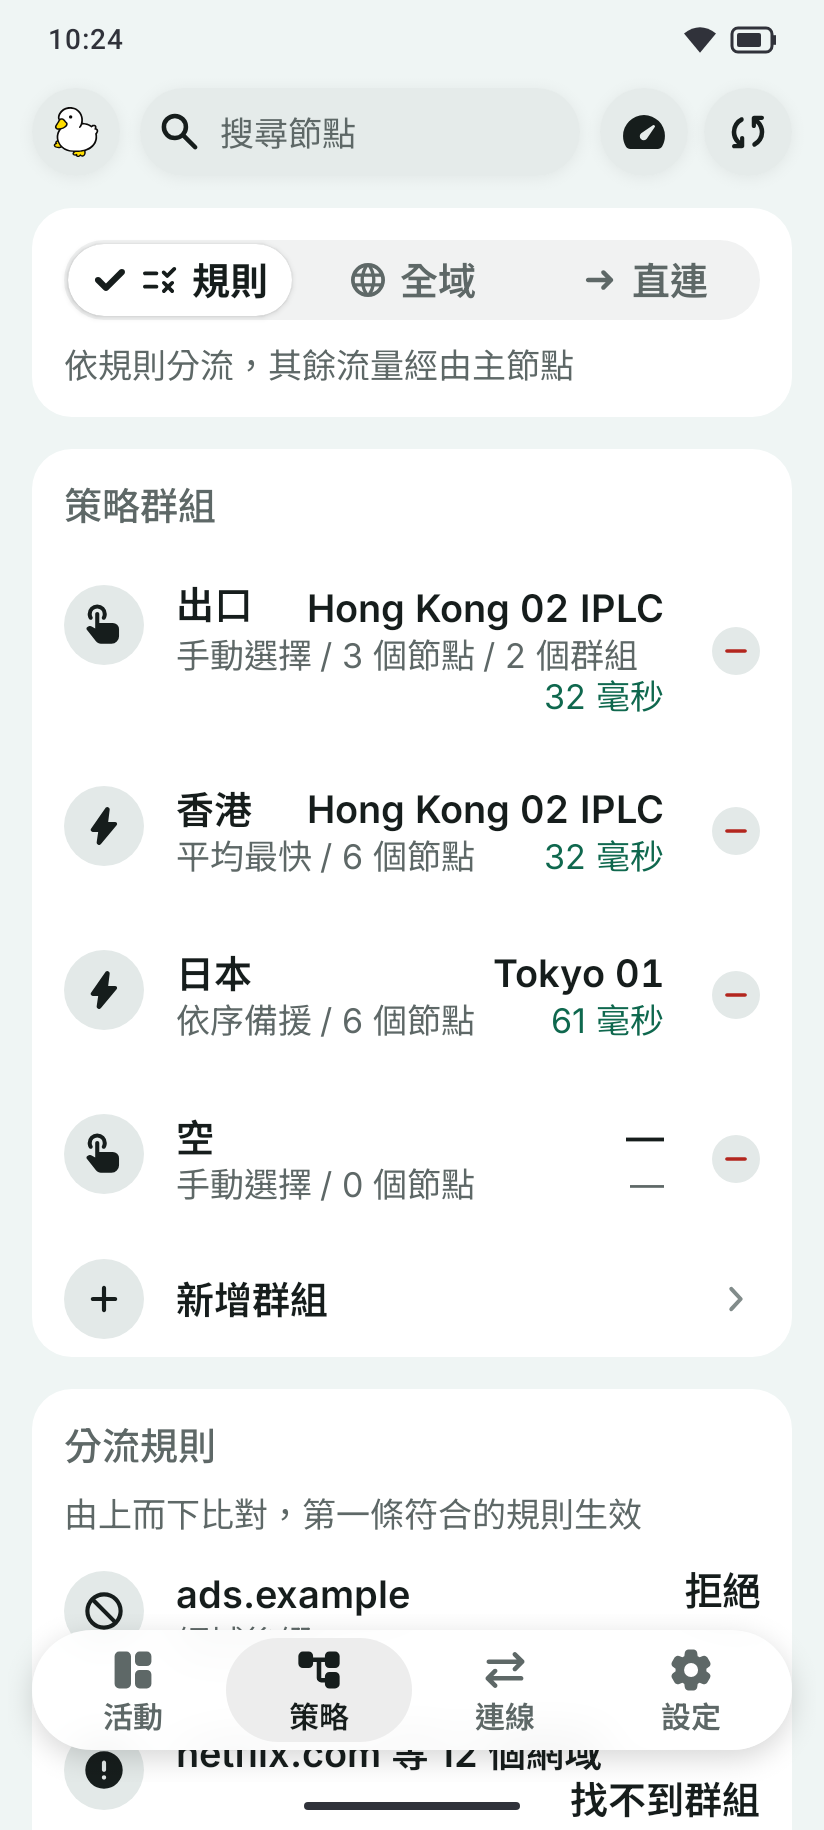 10:24
搜尋節點
規則 全域 直連
依規則分流，其餘流量經由主節點
策略群組
出口 Hong Kong 02 IPLC
手動選擇 / 3 個節點 / 2 個群組
32 毫秒
香港 Hong Kong 02 IPLC
平均最快 / 6 個節點 32 毫秒
日本 Tokyo 01
依序備援 / 6 個節點 61 毫秒
空 —
手動選擇 / 0 個節點 —
新增群組
分流規則
由上而下比對，第一條符合的規則生效
ads.example 拒絕
活動 策略 連線 設定
netflix.com 等 12 個網域
找不到群組